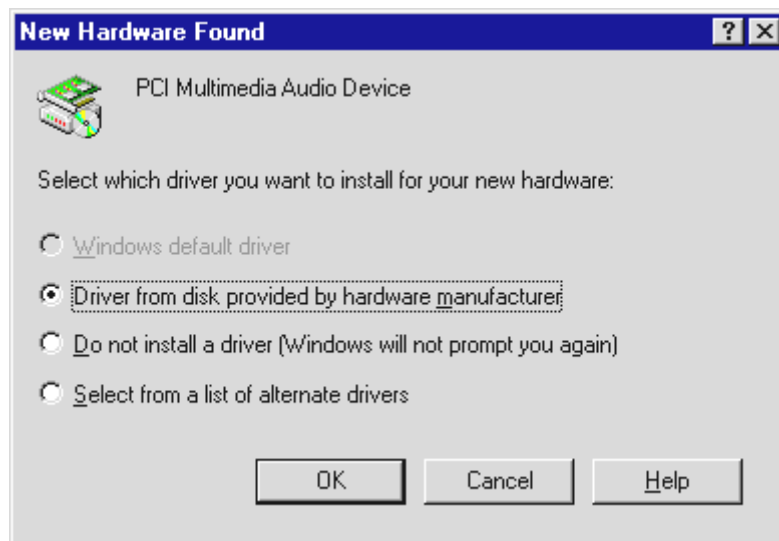 New Hardware Found
PCI Multimedia Audio Device
Select which driver you want to install for your new hardware:
Windows default driver
Driver from disk provided by hardware manufacturer
Do not install a driver (Windows will not prompt you again)
Select from a list of alternate drivers
OK Cancel Help